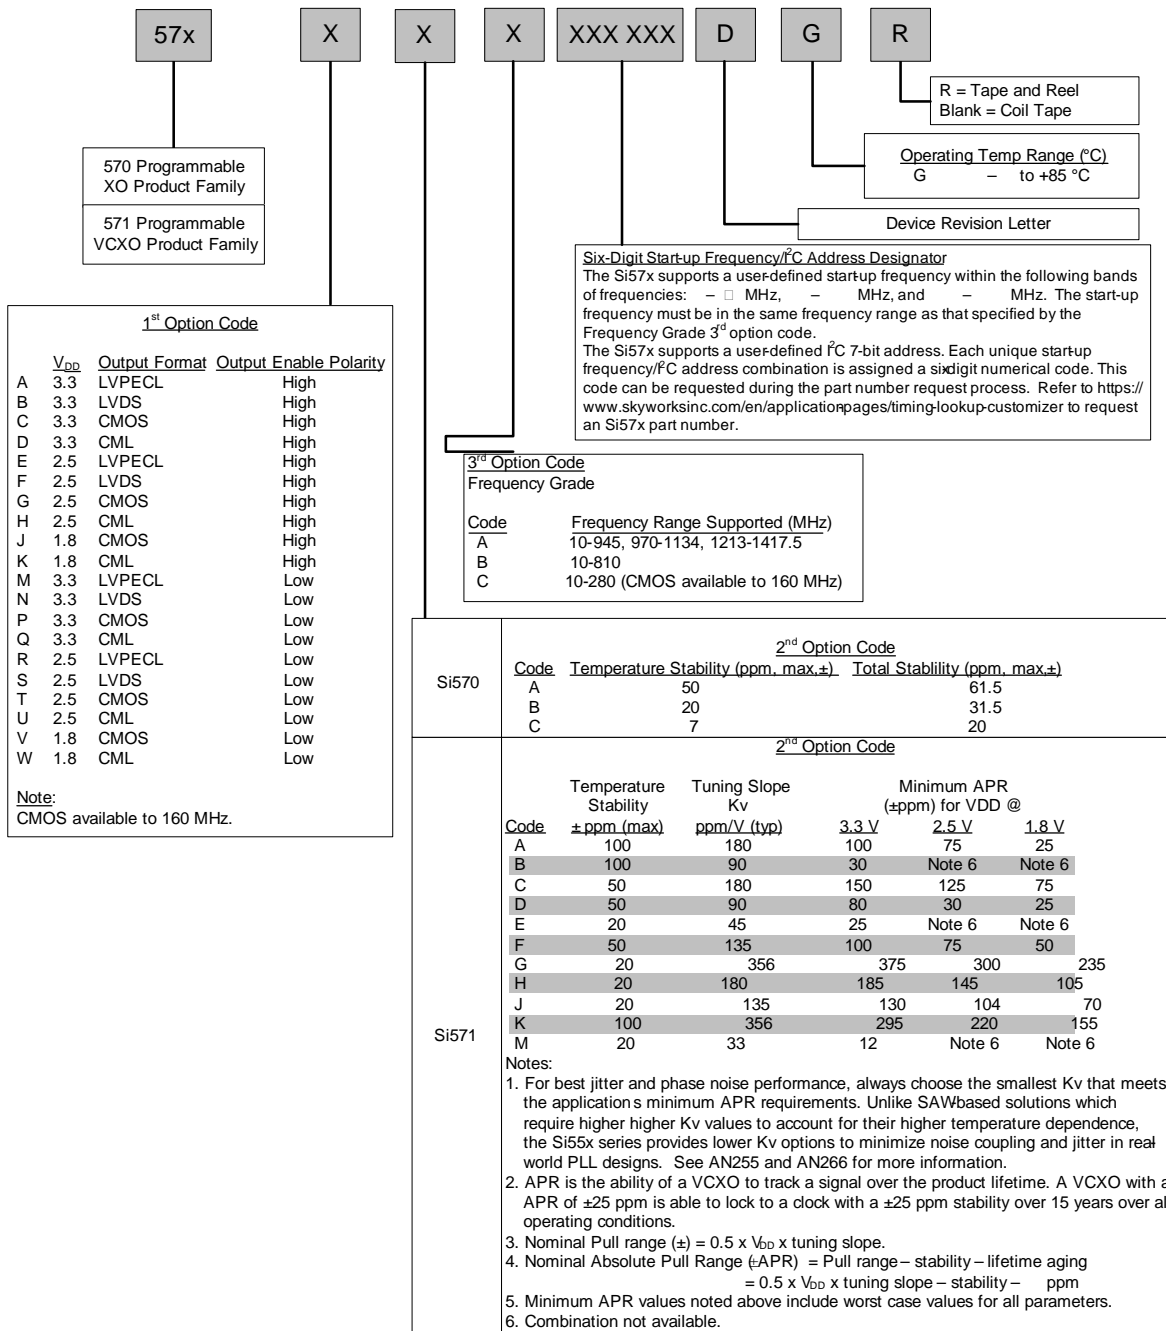 57x X X X XXX XXX D G R
R = Tape and Reel
Blank = Coil Tape
Operating Temp Range (°C)
G – to +85 °C
Device Revision Letter
570 Programmable
XO Product Family
571 Programmable
VCXO Product Family
Six-Digit Start-up Frequency/I²C Address Designator
The Si57x supports a user-defined start-up frequency within the following bands
of frequencies: – □ MHz, – MHz, and – MHz. The start-up
frequency must be in the same frequency range as that specified by the
Frequency Grade 3rd option code.
The Si57x supports a user-defined I²C 7-bit address. Each unique start-up
frequency/I²C address combination is assigned a six-digit numerical code. This
code can be requested during the part number request process. Refer to https://
www.skyworksinc.com/en/application-pages/timing-lookup-customizer to request
an Si57x part number.
1st Option Code
VDD Output Format Output Enable Polarity
A 3.3 LVPECL High
B 3.3 LVDS High
C 3.3 CMOS High
D 3.3 CML High
E 2.5 LVPECL High
F 2.5 LVDS High
G 2.5 CMOS High
H 2.5 CML High
J 1.8 CMOS High
K 1.8 CML High
M 3.3 LVPECL Low
N 3.3 LVDS Low
P 3.3 CMOS Low
Q 3.3 CML Low
R 2.5 LVPECL Low
S 2.5 LVDS Low
T 2.5 CMOS Low
U 2.5 CML Low
V 1.8 CMOS Low
W 1.8 CML Low
Note:
CMOS available to 160 MHz.
3rd Option Code
Frequency Grade
Code Frequency Range Supported (MHz)
A 10-945, 970-1134, 1213-1417.5
B 10-810
C 10-280 (CMOS available to 160 MHz)
Si570
2nd Option Code
Code Temperature Stability (ppm, max,±) Total Stablility (ppm, max,±)
A 50 61.5
B 20 31.5
C 7 20
Si571
2nd Option Code
Temperature Tuning Slope Minimum APR
Stability Kv (±ppm) for VDD @
Code ± ppm (max) ppm/V (typ) 3.3 V 2.5 V 1.8 V
A 100 180 100 75 25
B 100 90 30 Note 6 Note 6
C 50 180 150 125 75
D 50 90 80 30 25
E 20 45 25 Note 6 Note 6
F 50 135 100 75 50
G 20 356 375 300 235
H 20 180 185 145 105
J 20 135 130 104 70
K 100 356 295 220 155
M 20 33 12 Note 6 Note 6
Notes:
1. For best jitter and phase noise performance, always choose the smallest Kv that meets
the applications minimum APR requirements. Unlike SAW-based solutions which
require higher higher Kv values to account for their higher temperature dependence,
the Si55x series provides lower Kv options to minimize noise coupling and jitter in real-
world PLL designs. See AN255 and AN266 for more information.
2. APR is the ability of a VCXO to track a signal over the product lifetime. A VCXO with a
APR of ±25 ppm is able to lock to a clock with a ±25 ppm stability over 15 years over al
operating conditions.
3. Nominal Pull range (±) = 0.5 x VDD x tuning slope.
4. Nominal Absolute Pull Range (±APR) = Pull range – stability – lifetime aging
= 0.5 x VDD x tuning slope – stability – ppm
5. Minimum APR values noted above include worst case values for all parameters.
6. Combination not available.